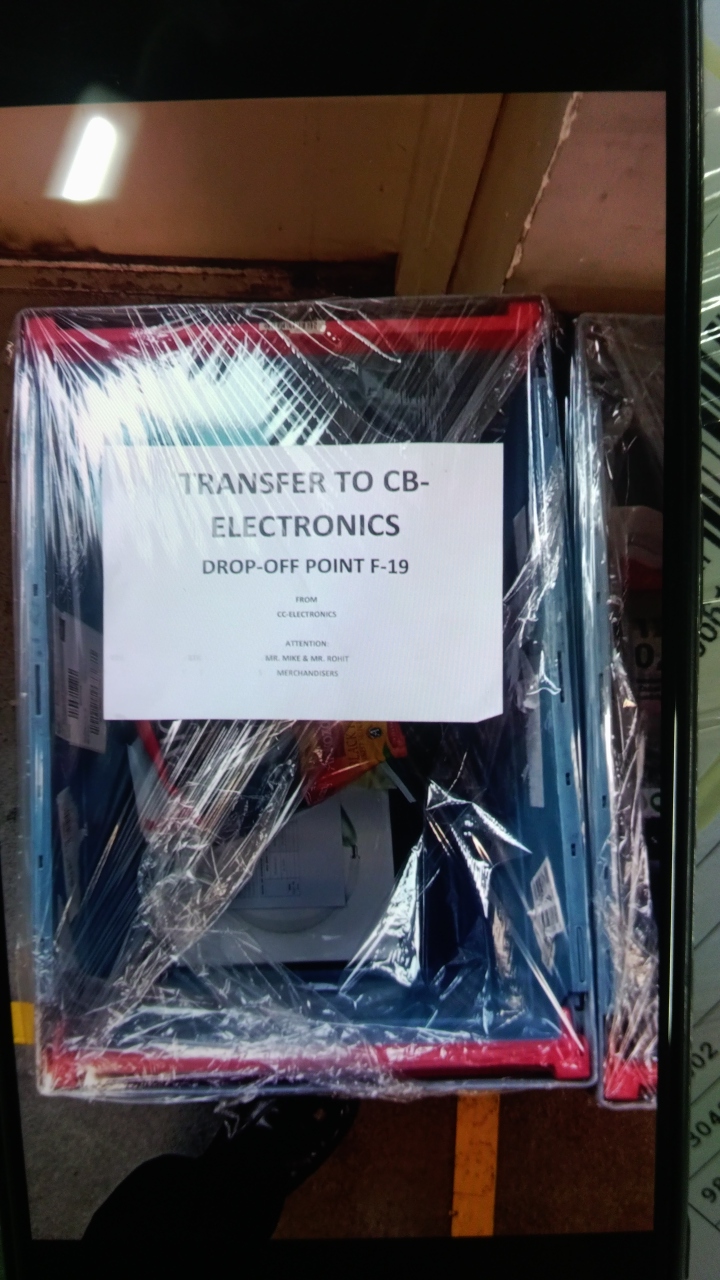 TRANSFER TO CB-
ELECTRONICS
DROP-OFF POINT F-19
FROM
CC-ELECTRONICS
ATTENTION:
MR. MIKE & MR. ROHIT
MERCHANDISERS